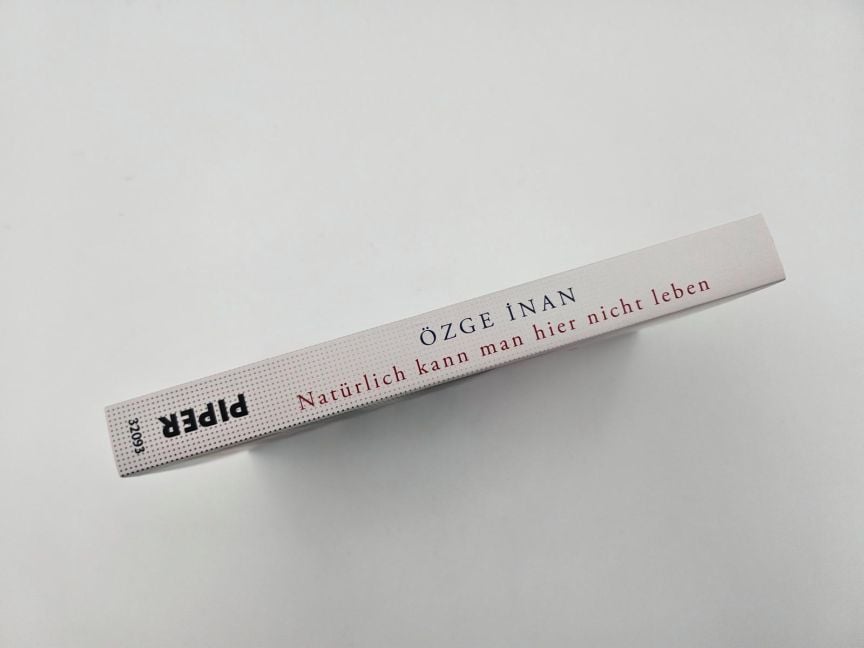 ÖZGE İNAN
Natürlich kann man hier nicht leben
PIPER
32093